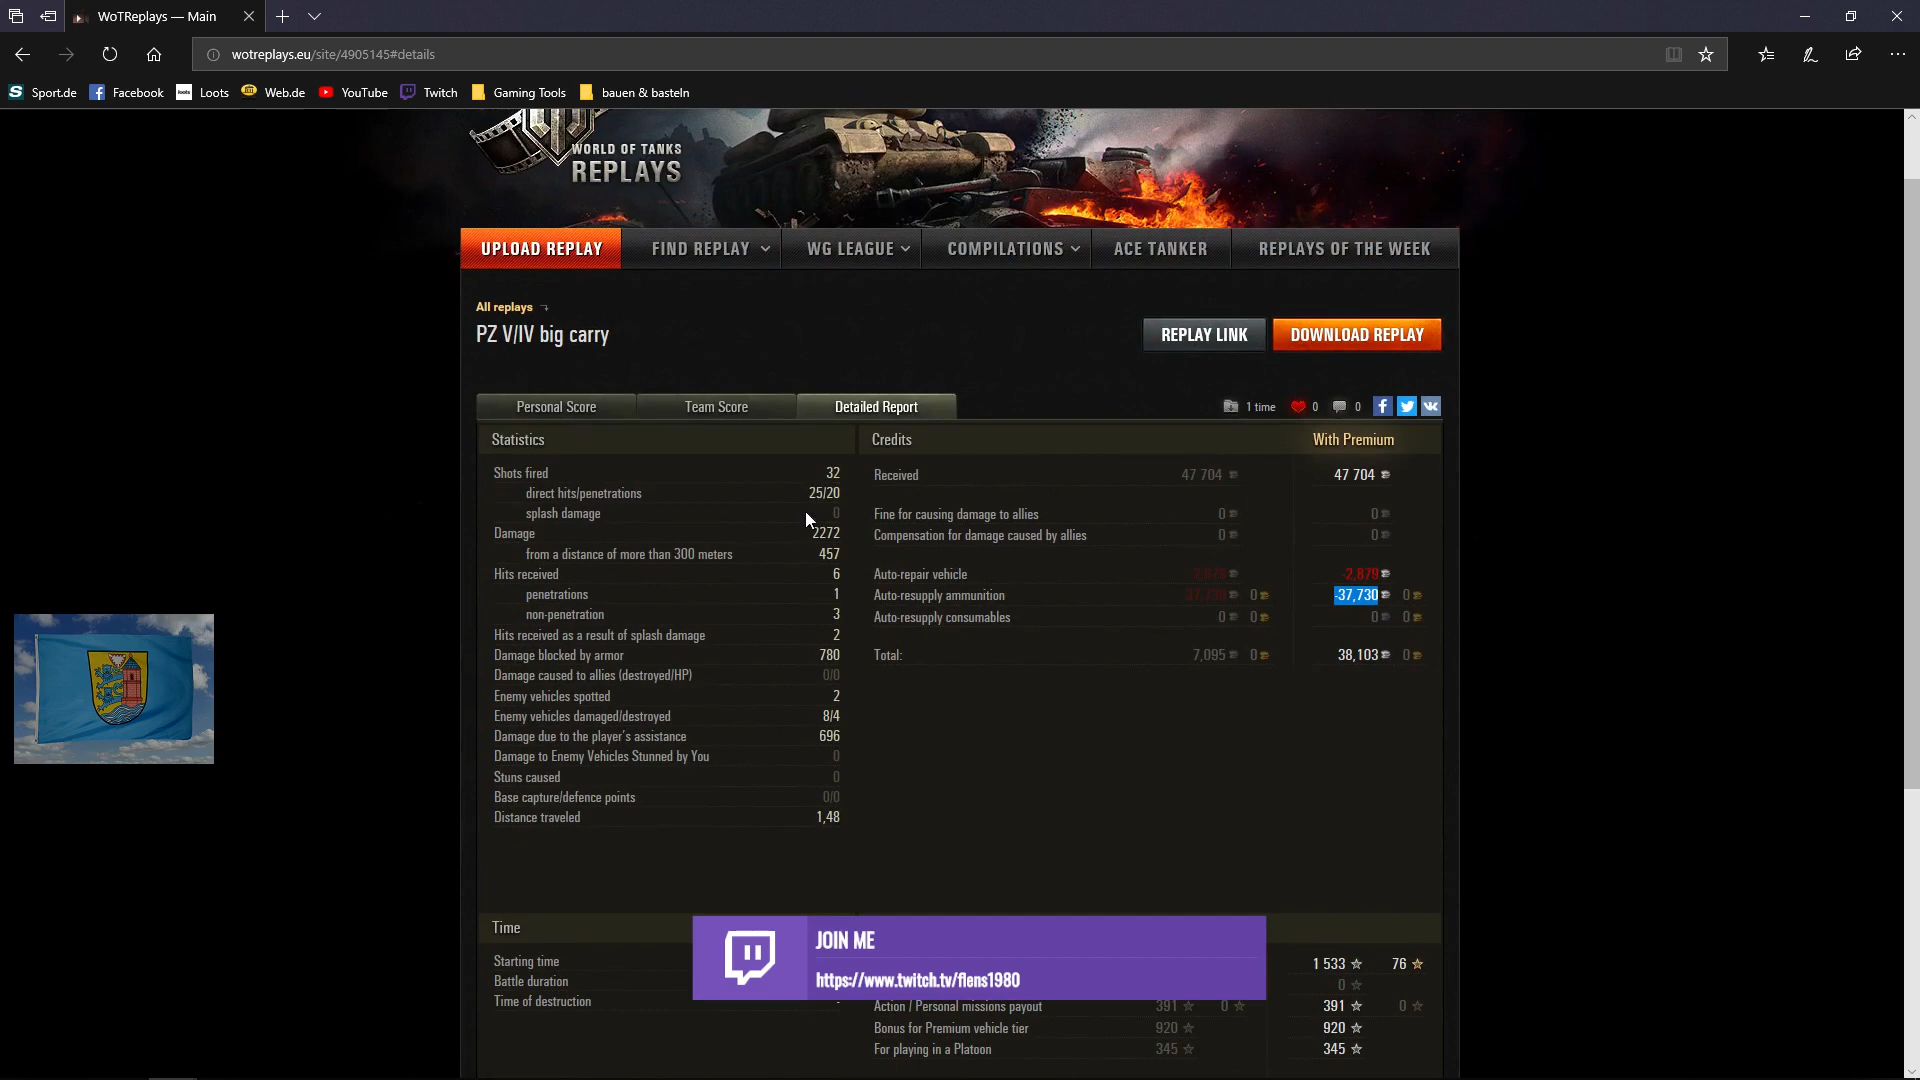 WoTReplays — Main
wotreplays.eu/site/4905145#details
Sport.de Facebook Loots Web.de YouTube Twitch Gaming Tools bauen & basteln
WORLD OF TANKS
REPLAYS
UPLOAD REPLAY FIND REPLAY WG LEAGUE COMPILATIONS ACE TANKER REPLAYS OF THE WEEK
All replays
PZ V/IV big carry
REPLAY LINK DOWNLOAD REPLAY
Personal Score Team Score Detailed Report 1 time 0 0
Statistics Credits With Premium
Shots fired 32
direct hits/penetrations 25/20
splash damage 0
Damage 2272
from a distance of more than 300 meters 457
Hits received 6
penetrations 1
non-penetration 3
Hits received as a result of splash damage 2
Damage blocked by armor 780
Damage caused to allies (destroyed/HP) 0/0
Enemy vehicles spotted 2
Enemy vehicles damaged/destroyed 8/4
Damage due to the player's assistance 696
Damage to Enemy Vehicles Stunned by You 0
Stuns caused 0
Base capture/defence points 0/0
Distance traveled 1,48
Received 47 704 47 704
Fine for causing damage to allies 0 0
Compensation for damage caused by allies 0 0
Auto-repair vehicle -2,879 -2,879
Auto-resupply ammunition -37,730 0 -37,730 0
Auto-resupply consumables 0 0 0 0
Total: 7,095 0 38,103 0
Time
Starting time
Battle duration
Time of destruction -
JOIN ME
https://www.twitch.tv/flens1980
1 533 76
0
Action / Personal missions payout 391 0 391 0
Bonus for Premium vehicle tier 920 920
For playing in a Platoon 345 345